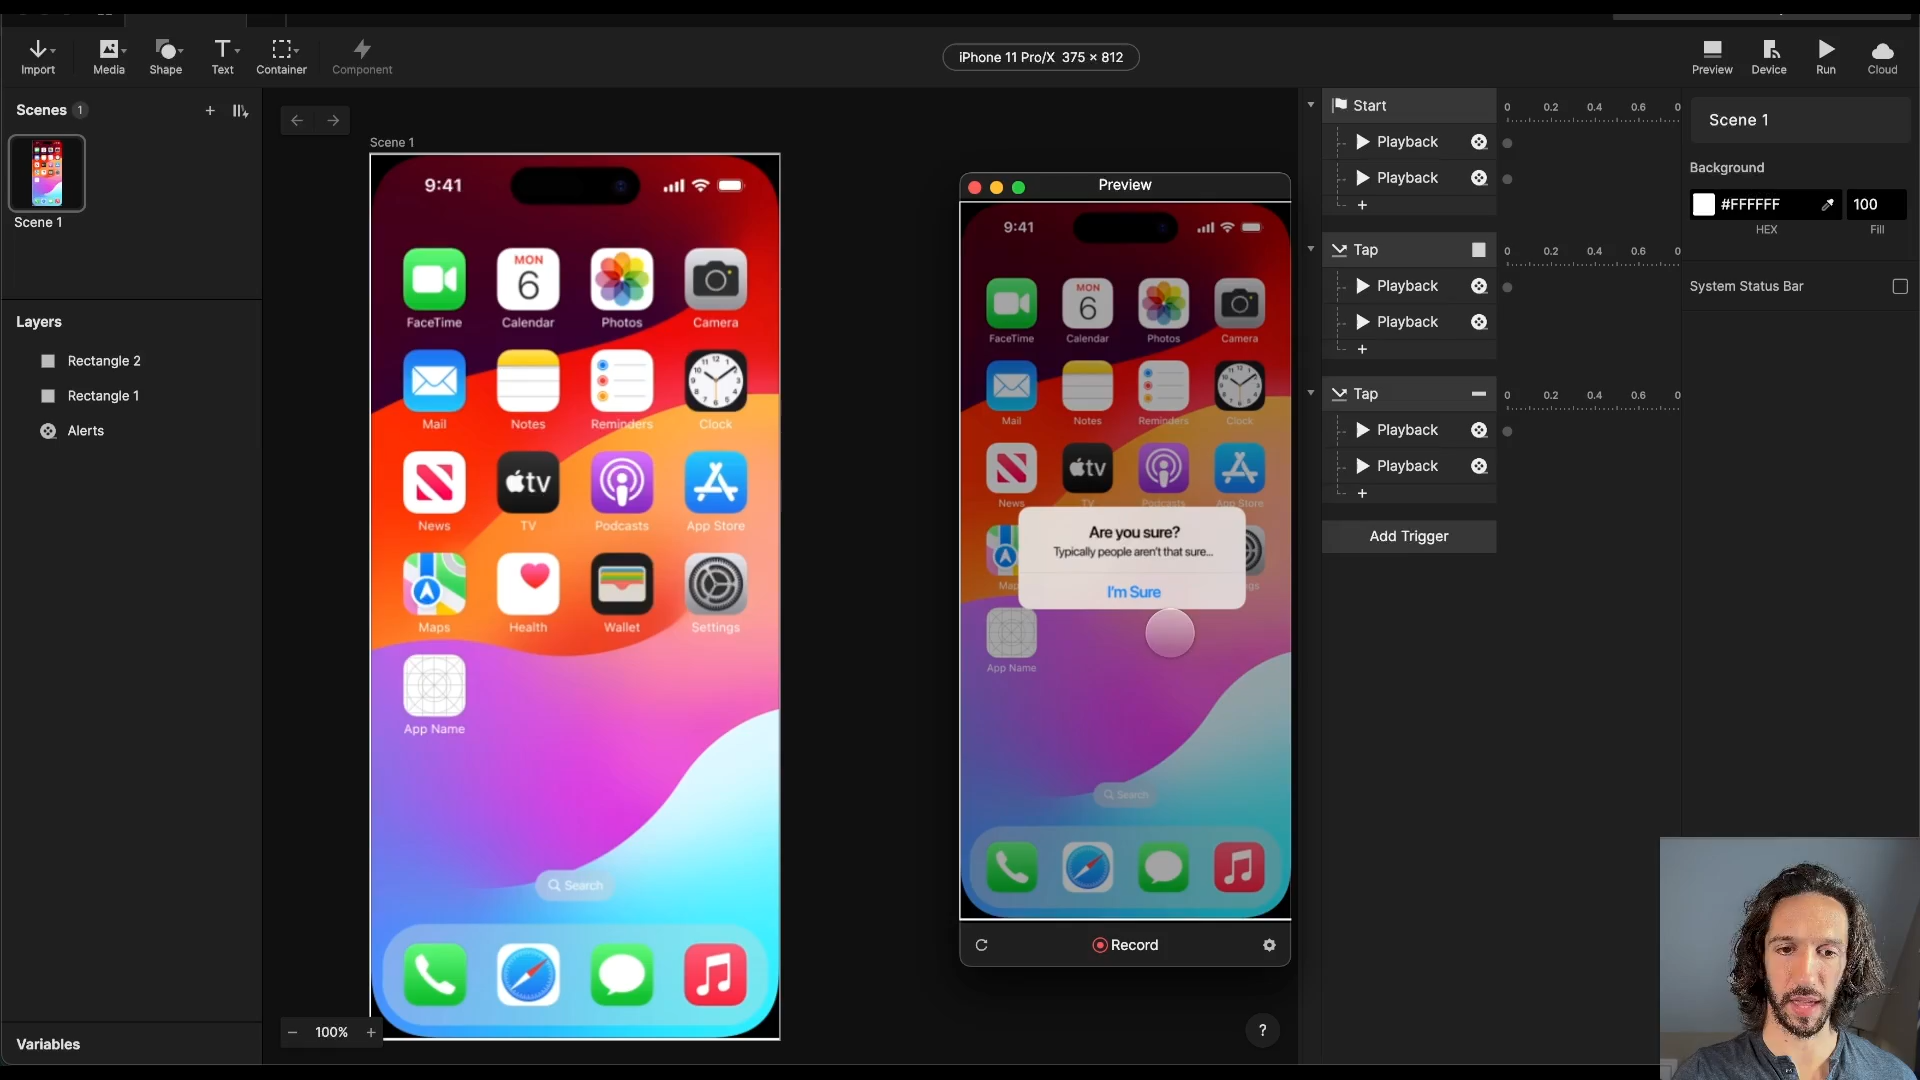 Import
Media
Shape
Text
Container
Component
iPhone 11 Pro/X 375 × 812
Preview
Device
Run
Cloud
Scenes 1
Scene 1
Layers
Rectangle 2
Rectangle 1
Alerts
Variables
Scene 1
9:41
MON
6
FaceTime
Calendar
Photos
Camera
Mail
Notes
Reminders
Clock
tv
News
TV
Podcasts
App Store
Maps
Health
Wallet
Settings
App Name
Search
100%
Preview
9:41
MON
6
FaceTime
Calendar
Photos
Camera
Mail
Notes
Reminders
Clock
tv
News
TV
Podcasts
App Store
Are you sure?
Typically people aren't that sure...
I'm Sure
App Name
Search
Record
?
Start
0 0.2 0.4 0.6 0
Playback
Playback
Tap
0 0.2 0.4 0.6 0
Playback
Playback
Tap
0 0.2 0.4 0.6 0
Playback
Playback
Add Trigger
Scene 1
Background
#FFFFFF
100
HEX
Fill
System Status Bar